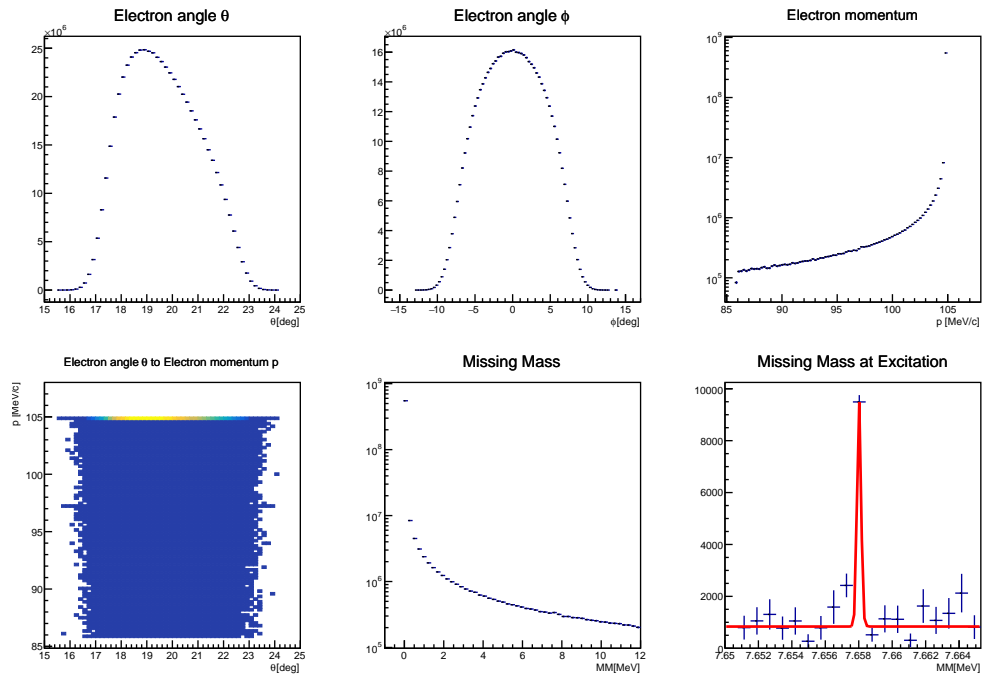 Electron angle θ
Electron angle ϕ
Electron momentum
×10⁶
25
20
15
10
5
0
15 16 17 18 19 20 21 22 23 24 25
θ[deg]
×10⁶
16
14
12
10
8
6
4
2
0
−15 −10 −5 0 5 10 15
ϕ[deg]
10⁹
10⁸
10⁷
10⁶
10⁵
85 90 95 100 105
p [MeV/c]
Electron angle θ to Electron momentum p
Missing Mass
Missing Mass at Excitation
p [MeV/c]
105
100
95
90
85
15 16 17 18 19 20 21 22 23 24 25
θ[deg]
10⁹
10⁸
10⁷
10⁶
10⁵
0 2 4 6 8 10 12
MM[MeV]
10000
8000
6000
4000
2000
0
7.65 7.652 7.654 7.656 7.658 7.66 7.662 7.664
MM[MeV]